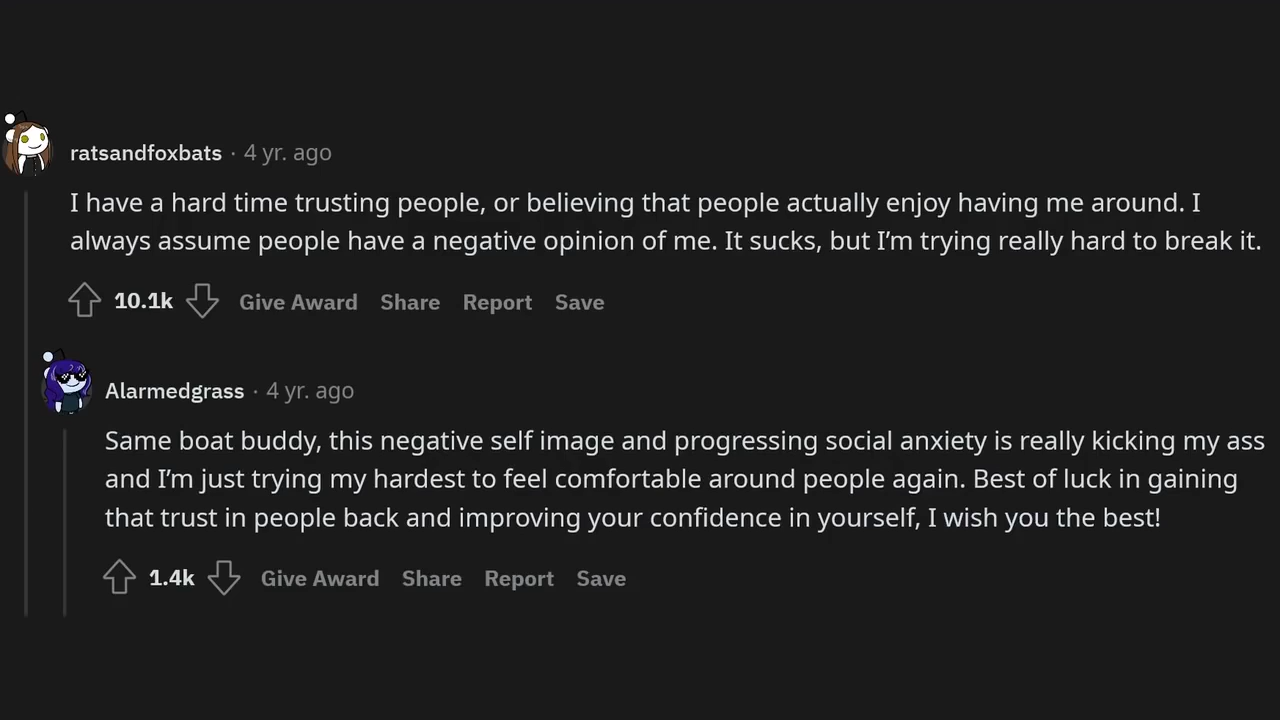 ratsandfoxbats · 4 yr. ago
I have a hard time trusting people, or believing that people actually enjoy having me around. I
always assume people have a negative opinion of me. It sucks, but I’m trying really hard to break it.
10.1k Give Award Share Report Save
Alarmedgrass · 4 yr. ago
Same boat buddy, this negative self image and progressing social anxiety is really kicking my ass
and I’m just trying my hardest to feel comfortable around people again. Best of luck in gaining
that trust in people back and improving your confidence in yourself, I wish you the best!
1.4k Give Award Share Report Save